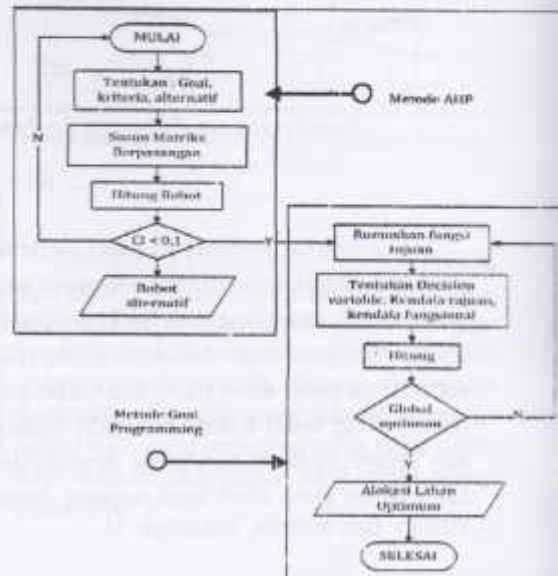 MULAI
Tentukan : Goal,
kriteria, alternatif
Metode AHP
N
Susun Matriks
Berpasangan
Hitung Bobot
CI < 0,1
Y
Bobot
alternatif
Rumuskan fungsi
tujuan
Tentukan Decision
variable, Kendala tujuan,
kendala fungsional
Hitung
Metode Goal
Programming
Global
optimum
N
Y
Alokasi Lahan
Optimum
SELESAI